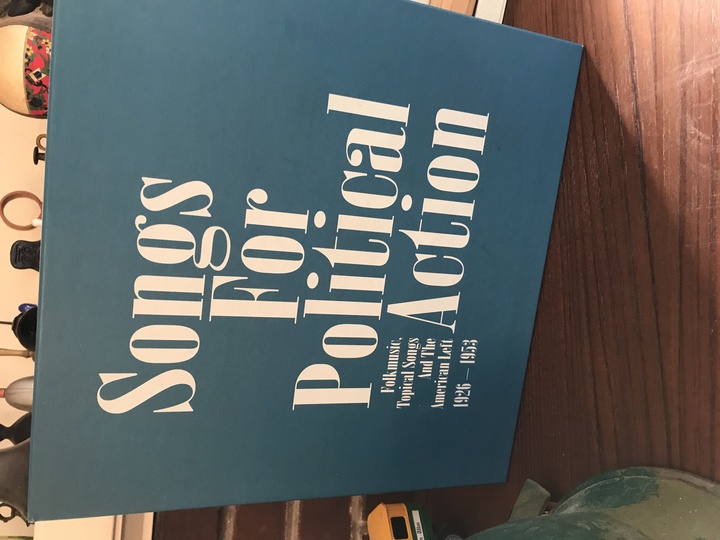 Songs
For
Political
Action
Folkmusic,
Topical Songs
And The
American Left
1926 – 1953